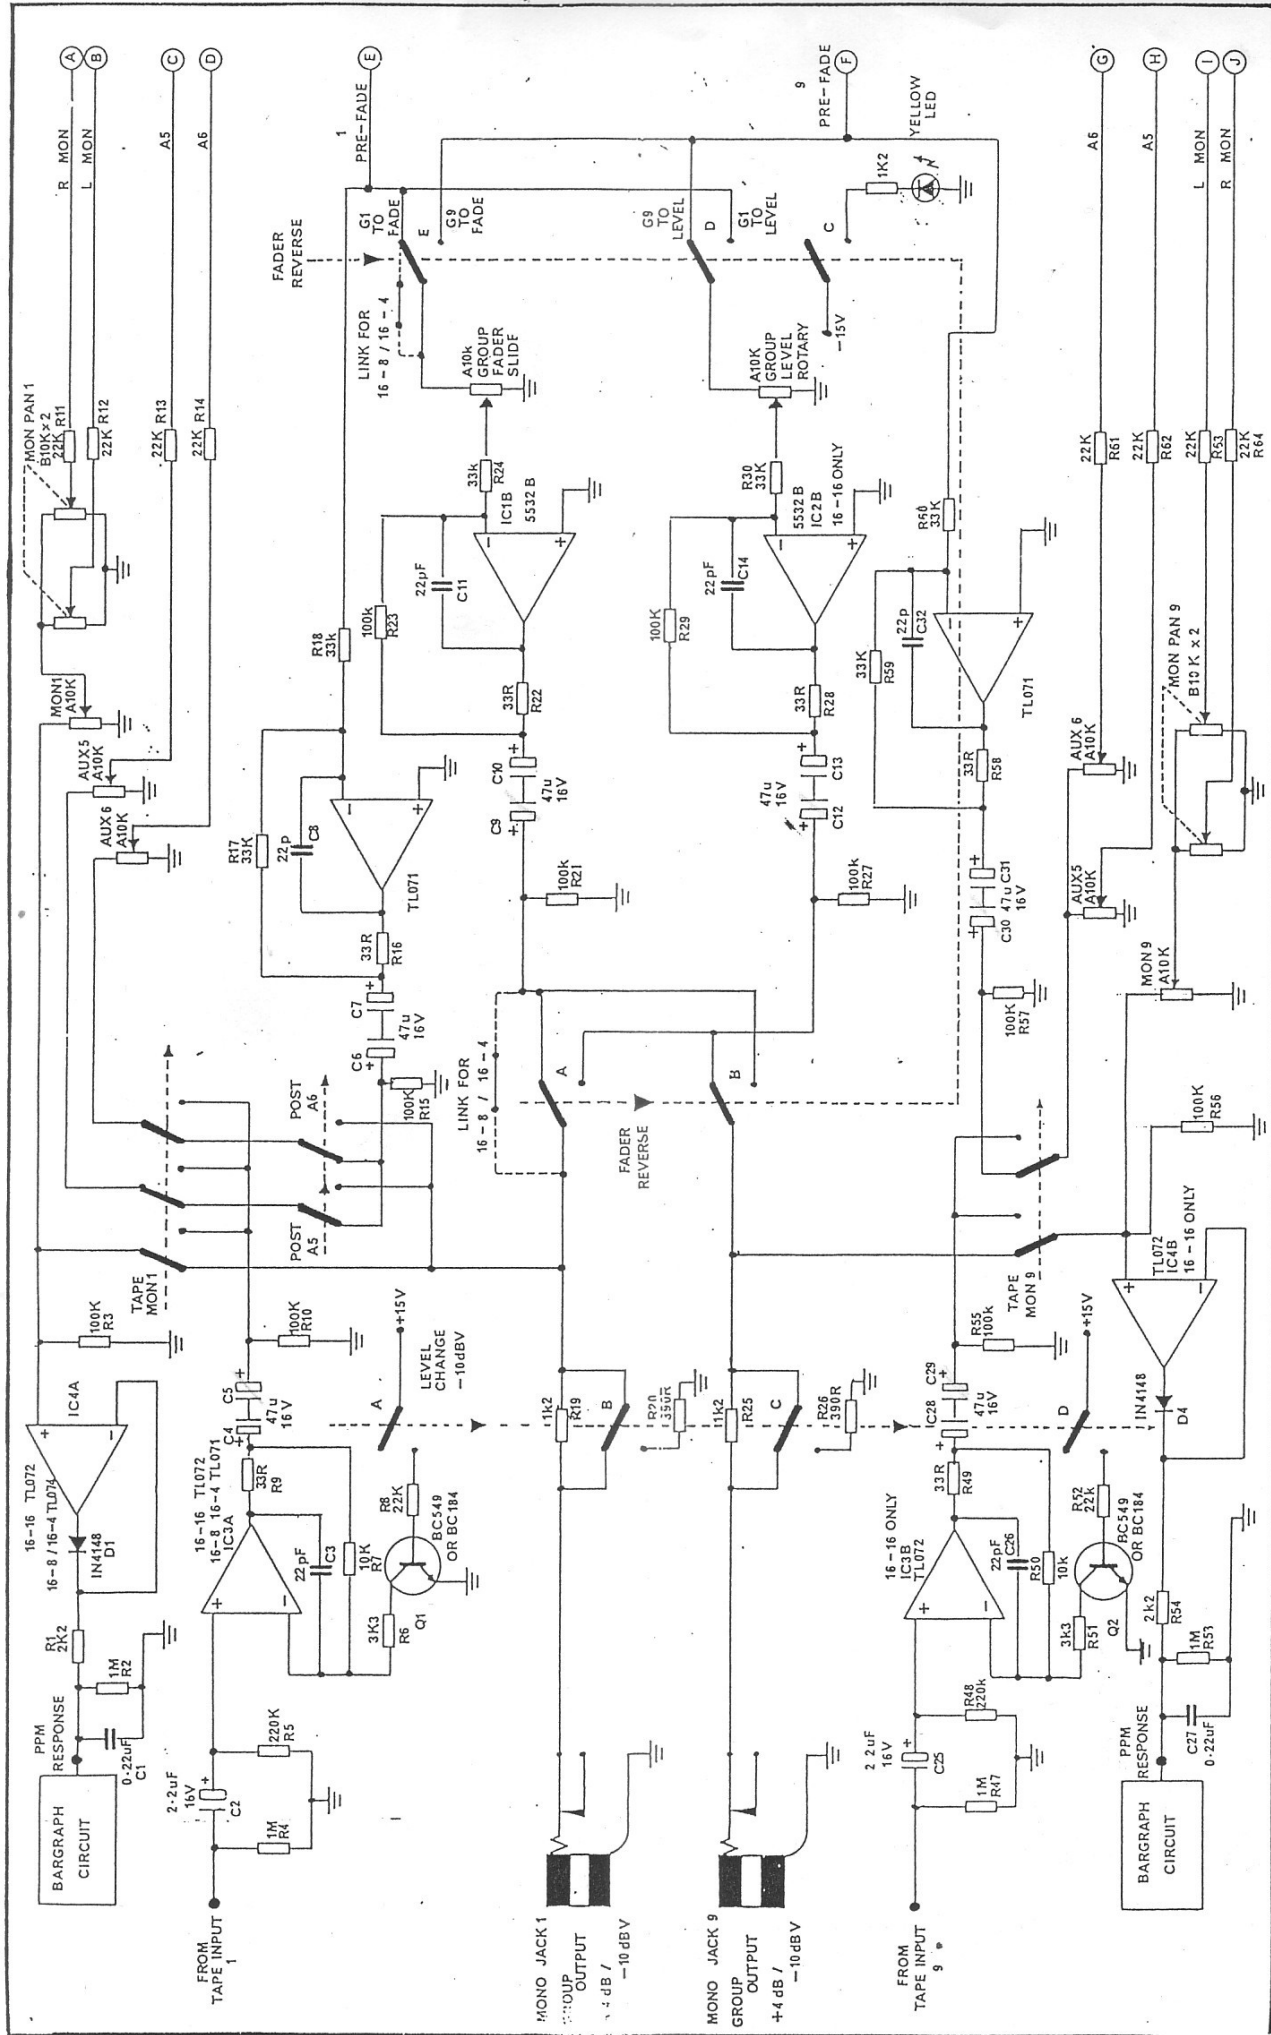 R MON
A
L MON
B
A5
C
A6
D
MON PAN 1
B10K x 2
22K R11
22K R12
22K R13
22K R14
MON1
A10K
AUX 5
A10K
AUX 6
A10K
TAPE
MON1
POST
A5
POST
A6
100K
R3
IC4A
16-16 TL072
16-8 / 16-4 TL074
IN4148
D1
R1
2K2
1M
R2
0·22uF
C1
PPM
RESPONSE
BARGRAPH
CIRCUIT
1
PRE-FADE
E
R18
33k
R17
33K
22p
C8
TL071
33R
R16
C7
47u
16V
C6
100K
R15
100K
R10
C5
47u
16V
C4
33R
R9
16-16 TL072
16-8 16-4 TL071
IC3A
22pF
C3
10K
R7
3K3
R6
R8
22K
BC549
OR BC184
Q1
2·2uF
16V
C2
220K
R5
1M
R4
FROM
TAPE INPUT
1
FADER
REVERSE
G1
TO
FADE
E
G9
TO
FADE
LINK FOR
16-8 / 16-4
A10k
GROUP
FADER
SLIDE
33k
R24
IC1B
5532B
22pF
C11
100k
R23
33R
R22
C10
47u
16V
C9
100k
R21
LINK FOR
16-8 / 16-4
A
+15V
A
LEVEL
CHANGE
-10dBV
1k2
R19
B
R20
390R
MONO JACK 1
OUTPUT
-10dBV
9
PRE-FADE
F
YELLOW
LED
1K2
G9
TO
LEVEL
D
G1
TO
LEVEL
C
-15V
A10K
GROUP
LEVEL
ROTARY
R30
33K
5532B
IC2B
16-16 ONLY
22pF
C14
100K
R29
33R
R28
C13
47u
16V
C12
100k
R27
B
FADER
REVERSE
1k2
R25
C
R26
390R
MONO JACK 9
GROUP
OUTPUT
+4dB /
-10dBV
R60
33K
33K
R59
22p
C32
TL071
33R
R58
C31
47u
16V
C30
100K
R57
TAPE
MON 9
R55
100k
C29
47u
16V
C28
33R
R49
16-16 ONLY
IC3B
TL072
22pF
C26
R50
10k
3k3
R51
R52
22k
BC549
OR BC184
Q2
D
+15V
2 2uF
16V
C25
R48
220k
1M
R47
FROM
TAPE INPUT
9
A6
G
A5
H
L MON
I
R MON
J
22K
R61
22K
R62
22K
R63
22K
R64
AUX 6
A10K
AUX5
A10K
MON PAN 9
B10K x 2
MON9
A10K
100K
R56
TL072
IC4B
16-16 ONLY
IN4148
D4
2k2
R54
1M
R53
C27
0·22uF
PPM
RESPONSE
BARGRAPH
CIRCUIT